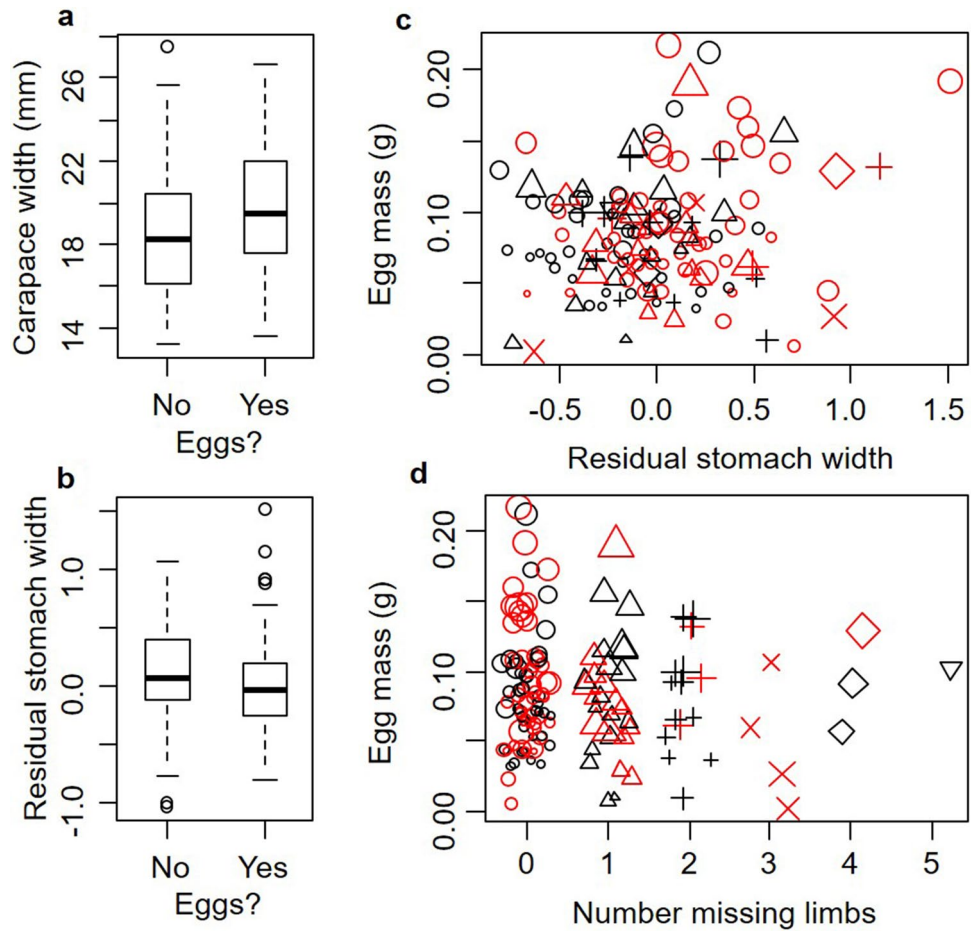 a
Carapace width (mm)
26
22
18
14
No Yes
Eggs?
b
Residual stomach width
1.0
0.0
-1.0
No Yes
Eggs?
c
Egg mass (g)
0.20
0.10
0.00
-0.5 0.0 0.5 1.0 1.5
Residual stomach width
d
Egg mass (g)
0.20
0.10
0.00
0 1 2 3 4 5
Number missing limbs